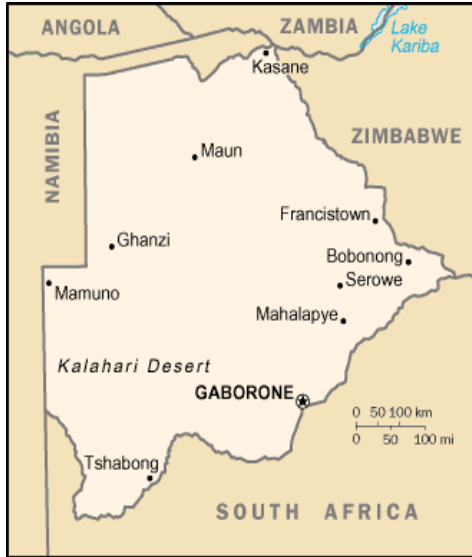 ANGOLA
ZAMBIA
Lake
Kariba
Kasane
NAMIBIA
ZIMBABWE
Maun
Francistown
Ghanzi
Bobonong
Serowe
Mamuno
Mahalapye
Kalahari Desert
GABORONE
0 50 100 km
0 50 100 mi
Tshabong
SOUTH AFRICA